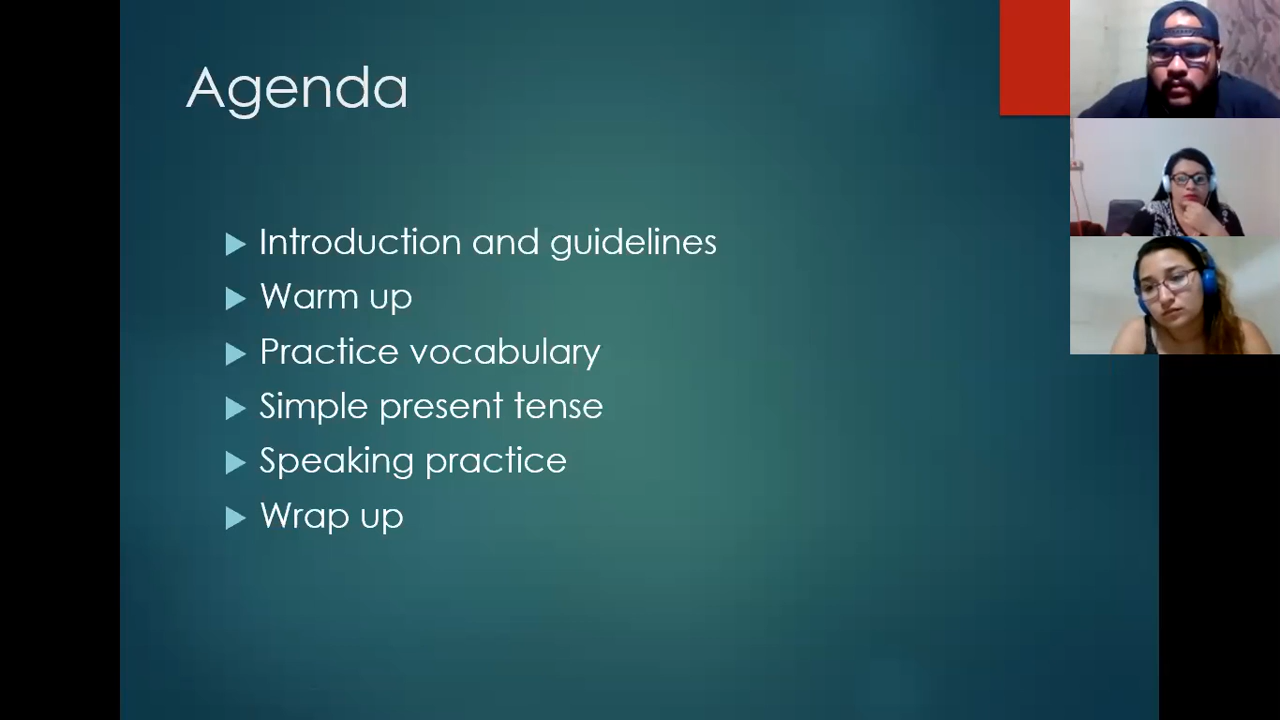 Agenda
Introduction and guidelines
Warm up
Practice vocabulary
Simple present tense
Speaking practice
Wrap up